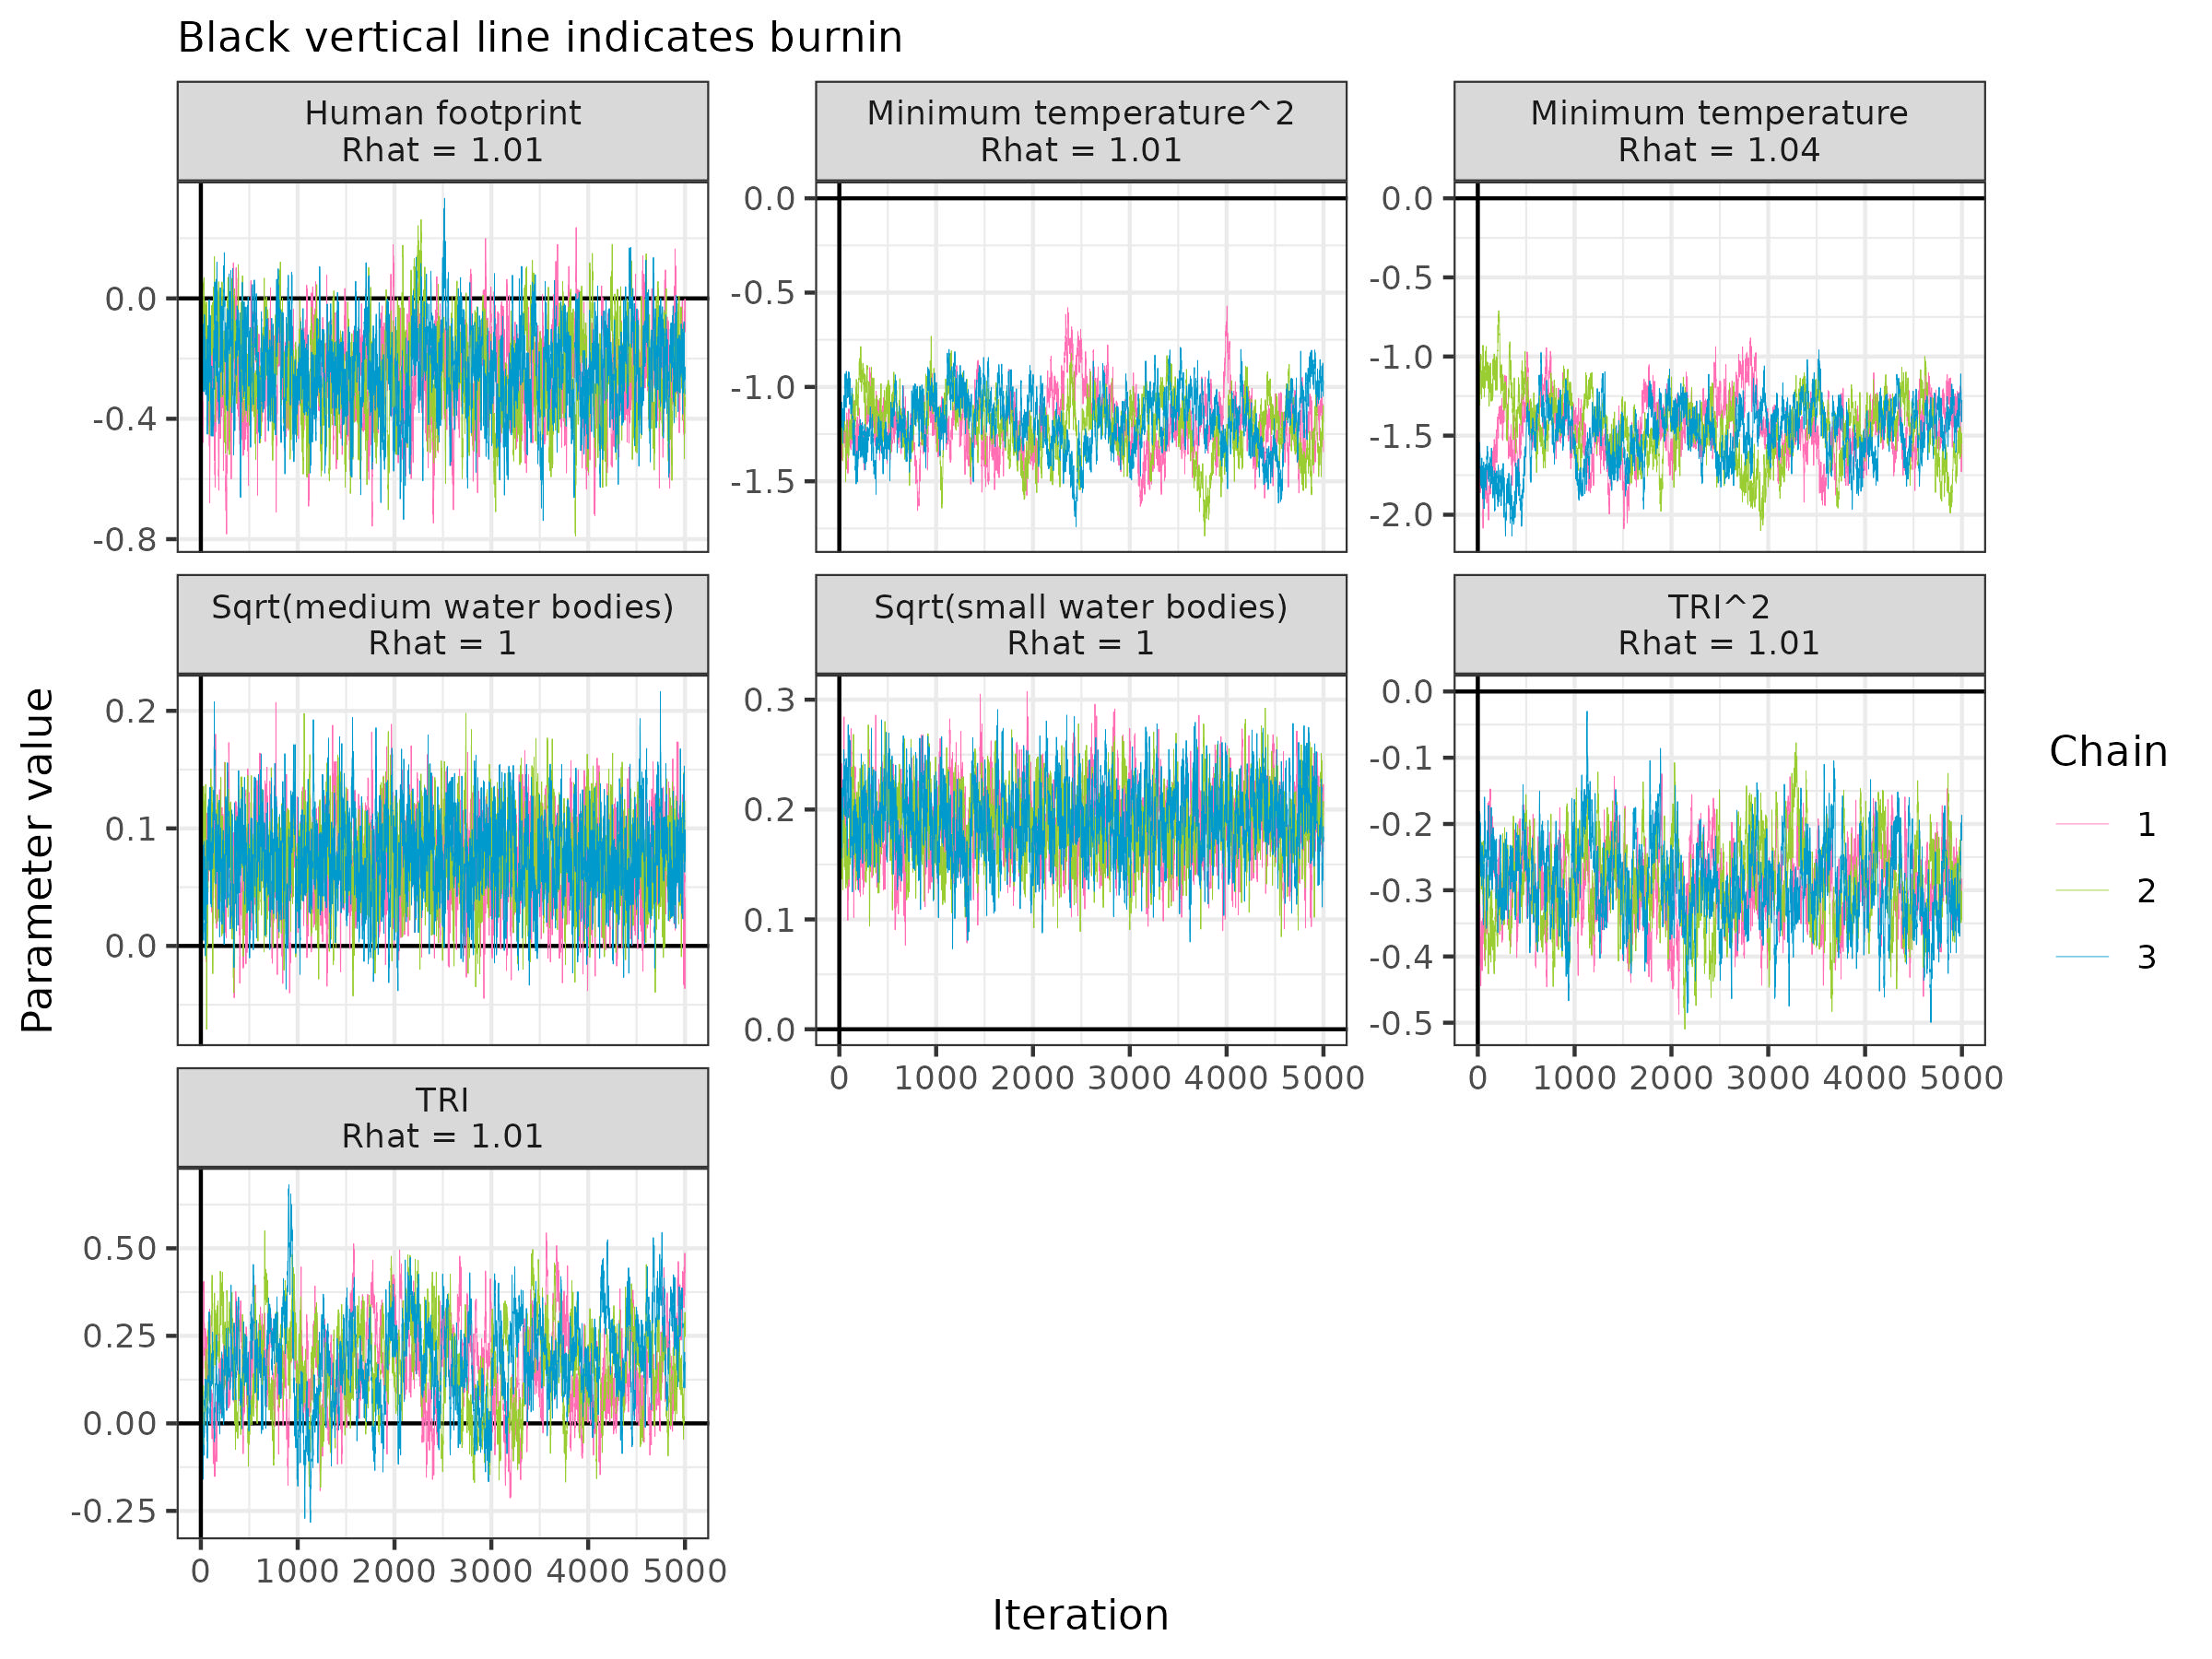 Black vertical line indicates burnin
Human footprint
Rhat = 1.01
Minimum temperature^2
Rhat = 1.01
Minimum temperature
Rhat = 1.04
0.0
-0.4
-0.8
0.0
-0.5
-1.0
-1.5
0.0
-0.5
-1.0
-1.5
-2.0
Sqrt(medium water bodies)
Rhat = 1
Sqrt(small water bodies)
Rhat = 1
TRI^2
Rhat = 1.01
0.2
0.1
0.0
0.3
0.2
0.1
0.0
0 1000 2000 3000 4000 5000
0.0
-0.1
-0.2
-0.3
-0.4
-0.5
0 1000 2000 3000 4000 5000
TRI
Rhat = 1.01
0.50
0.25
0.00
-0.25
0 1000 2000 3000 4000 5000
Parameter value
Iteration
Chain
1
2
3